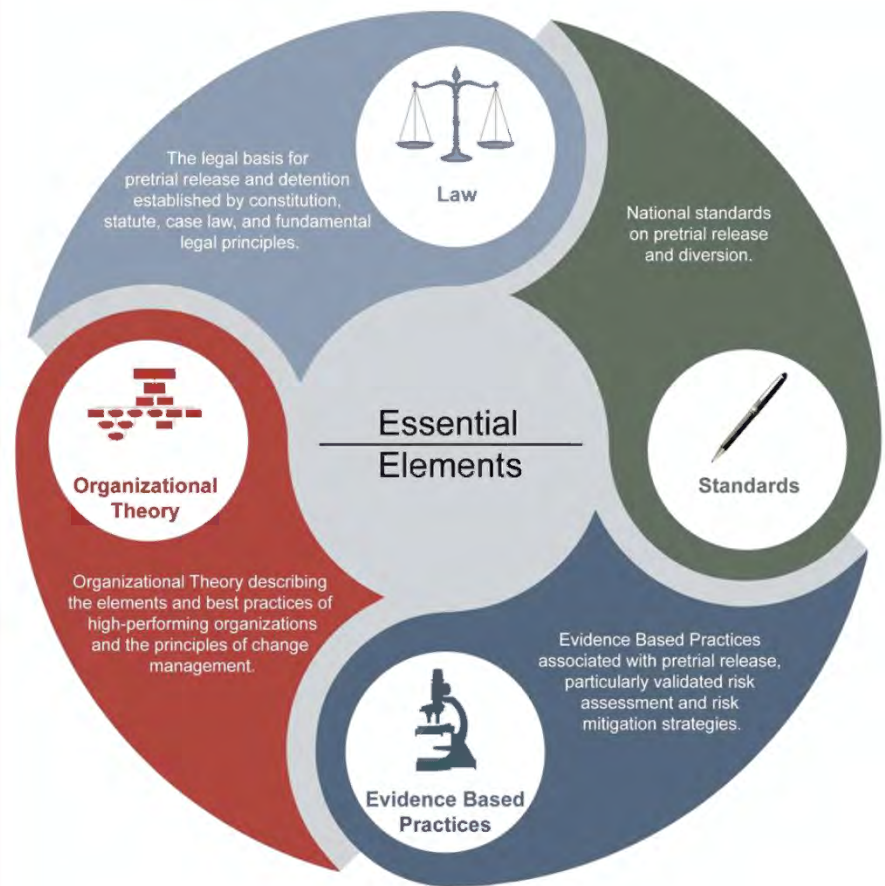 Law
The legal basis for
pretrial release and detention
established by constitution,
statute, case law, and fundamental
legal principles.
National standards
on pretrial release
and diversion.
Standards
Essential
Elements
Organizational
Theory
Organizational Theory describing
the elements and best practices of
high-performing organizations
and the principles of change
management.
Evidence Based Practices
associated with pretrial release,
particularly validated risk
assessment and risk
mitigation strategies.
Evidence Based
Practices